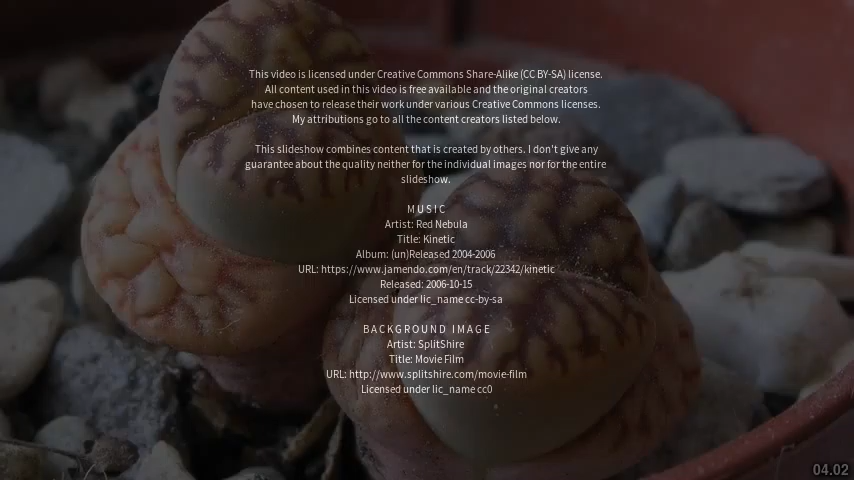 This video is licensed under Creative Commons Share-Alike (CC BY-SA) license.
All content used in this video is free available and the original creators
have chosen to release their work under various Creative Commons licenses.
My attributions go to all the content creators listed below.
This slideshow combines content that is created by others. I don't give any
guarantee about the quality neither for the individual images nor for the entire
slideshow.
MUSIC
Artist: Red Nebula
Title: Kinetic
Album: (un)Released 2004-2006
URL: https://www.jamendo.com/en/track/22342/kinetic
Released: 2006-10-15
Licensed under lic_name cc-by-sa
BACKGROUND IMAGE
Artist: SplitShire
Title: Movie Film
URL: http://www.splitshire.com/movie-film
Licensed under lic_name cc0
04.02